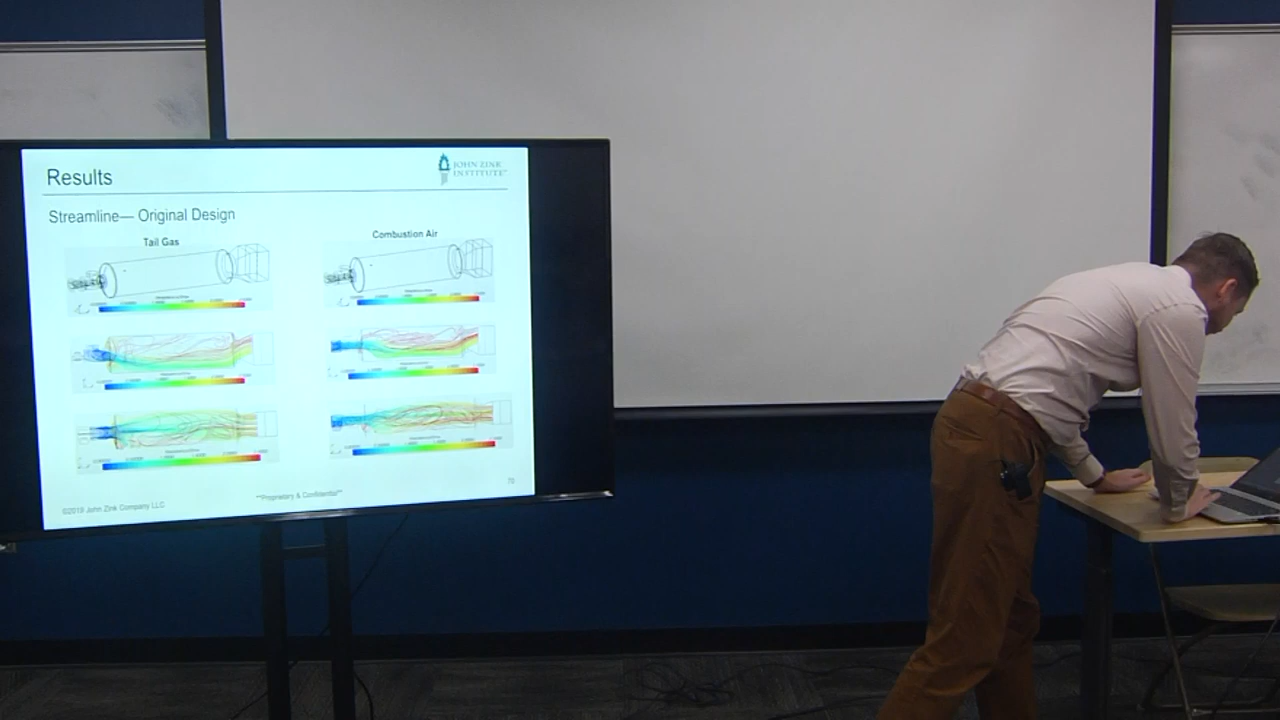 Results
JOHN ZINK
INSTITUTE
Streamline— Original Design
Tail Gas
Combustion Air
70
**Proprietary & Confidential**
©2019 John Zink Company LLC